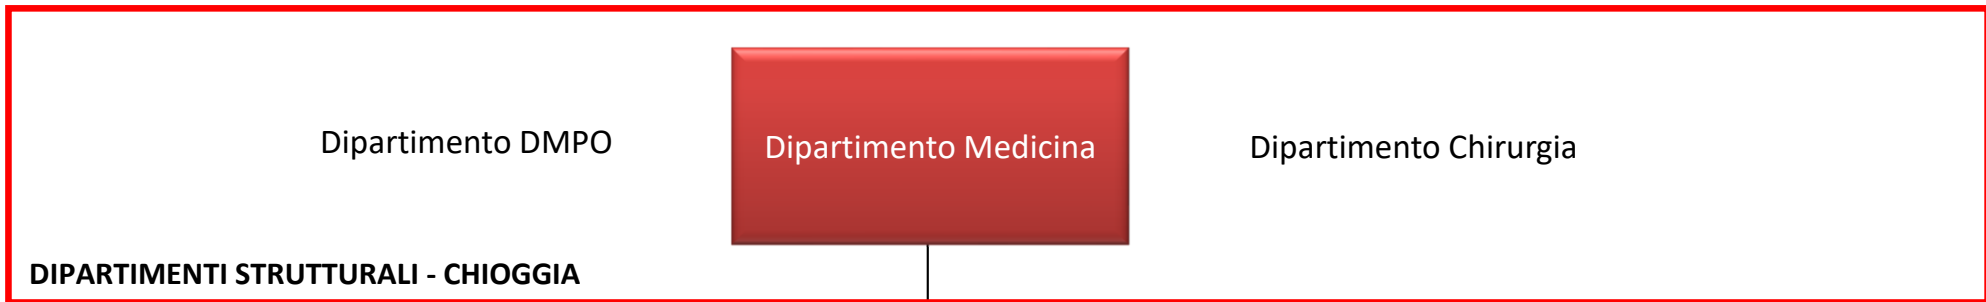 Dipartimento DMPO
Dipartimento Medicina
Dipartimento Chirurgia
DIPARTIMENTI STRUTTURALI - CHIOGGIA